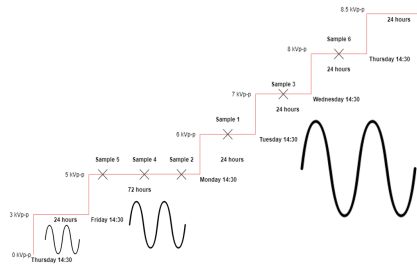 8.5 kVp-p
24 hours
Sample 6
8 kVp-p
24 hours
Thursday 14:30
Sample 3
7 kVp-p
24 hours
Wednesday 14:30
Sample 1
6 kVp-p
24 hours
Tuesday 14:30
Sample 5
Sample 4
Sample 2
5 kVp-p
72 hours
Monday 14:30
3 kVp-p
24 hours
Friday 14:30
0 kVp-p
Thursday 14:30